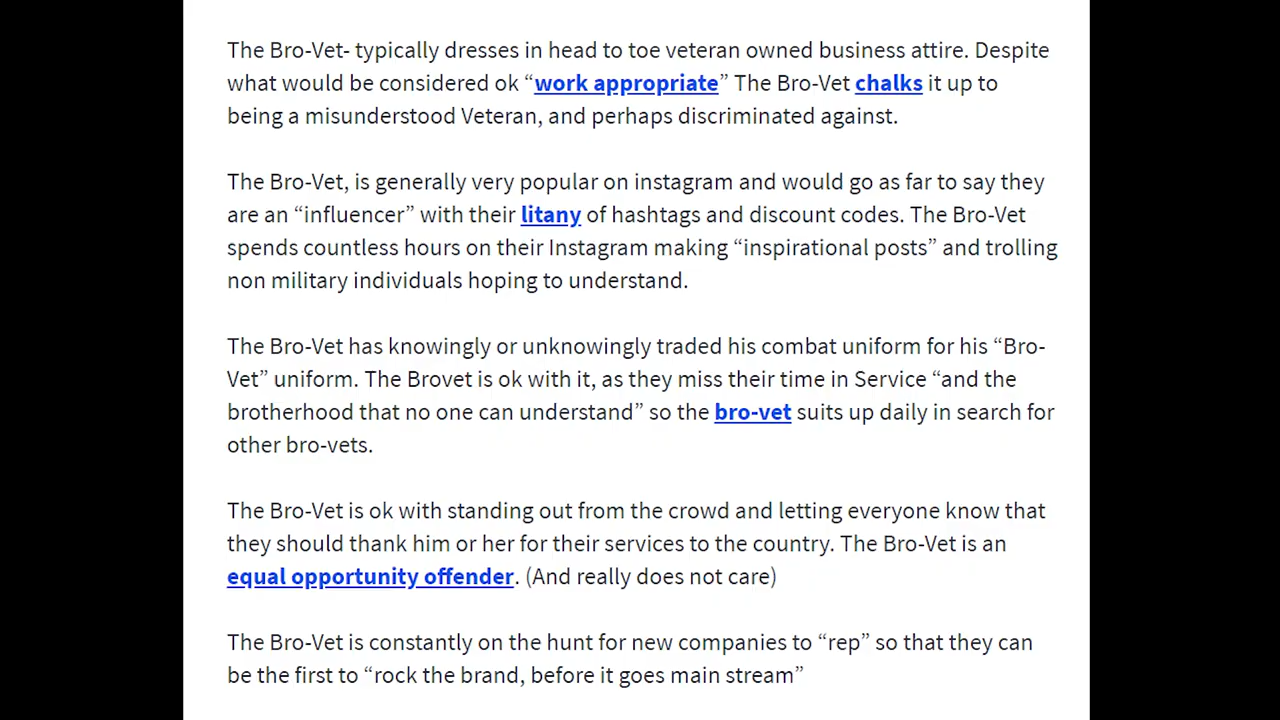 The Bro-Vet- typically dresses in head to toe veteran owned business attire. Despite
what would be considered ok “work appropriate” The Bro-Vet chalks it up to
being a misunderstood Veteran, and perhaps discriminated against.
The Bro-Vet, is generally very popular on instagram and would go as far to say they
are an “influencer” with their litany of hashtags and discount codes. The Bro-Vet
spends countless hours on their Instagram making “inspirational posts” and trolling
non military individuals hoping to understand.
The Bro-Vet has knowingly or unknowingly traded his combat uniform for his “Bro-
Vet” uniform. The Brovet is ok with it, as they miss their time in Service “and the
brotherhood that no one can understand” so the bro-vet suits up daily in search for
other bro-vets.
The Bro-Vet is ok with standing out from the crowd and letting everyone know that
they should thank him or her for their services to the country. The Bro-Vet is an
equal opportunity offender. (And really does not care)
The Bro-Vet is constantly on the hunt for new companies to “rep” so that they can
be the first to “rock the brand, before it goes main stream”